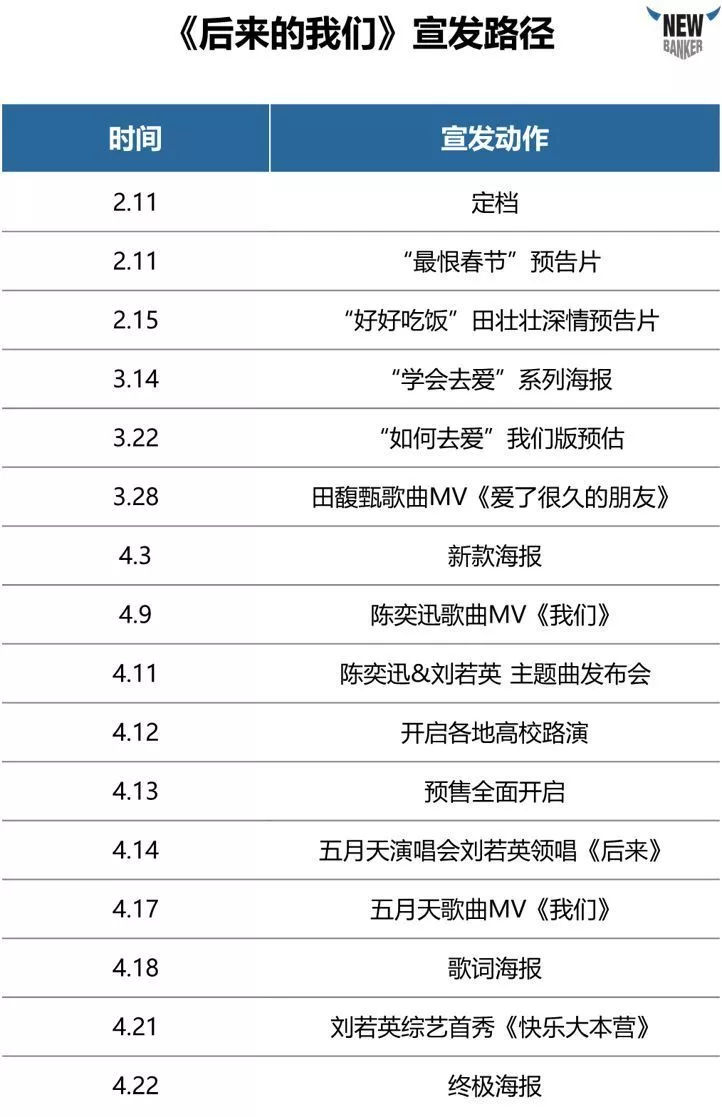 《后来的我们》宣发路径
NEW
BANKER
时间 宣发动作
2.11 定档
2.11 “最恨春节”预告片
2.15 “好好吃饭”田壮壮深情预告片
3.14 “学会去爱”系列海报
3.22 “如何去爱”我们版预估
3.28 田馥甄歌曲MV《爱了很久的朋友》
4.3 新款海报
4.9 陈奕迅歌曲MV《我们》
4.11 陈奕迅&刘若英 主题曲发布会
4.12 开启各地高校路演
4.13 预售全面开启
4.14 五月天演唱会刘若英领唱《后来》
4.17 五月天歌曲MV《我们》
4.18 歌词海报
4.21 刘若英综艺首秀《快乐大本营》
4.22 终极海报